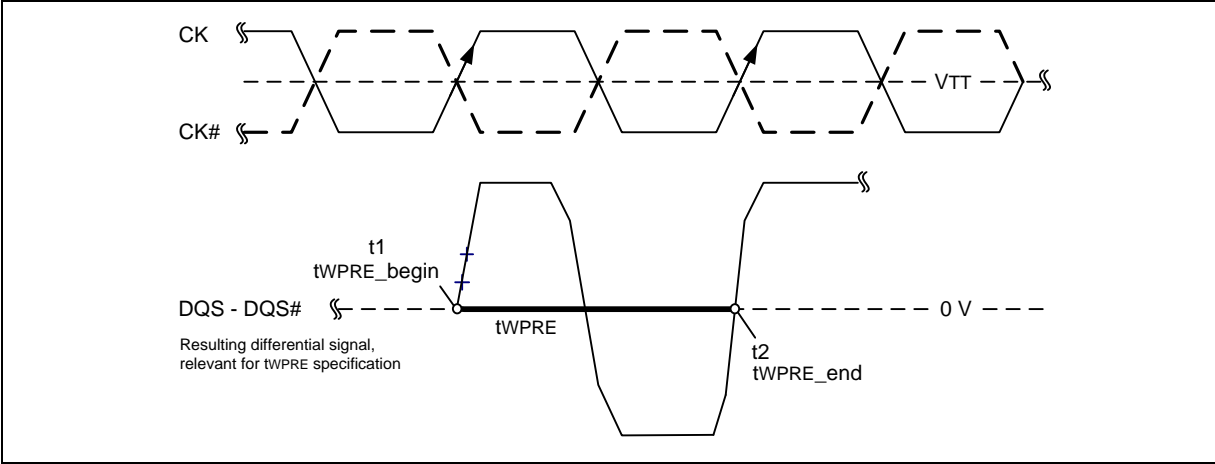 CK
VTT
CK#
t1
tWPRE_begin
DQS - DQS#
tWPRE
0 V
Resulting differential signal,
relevant for tWPRE specification
t2
tWPRE_end